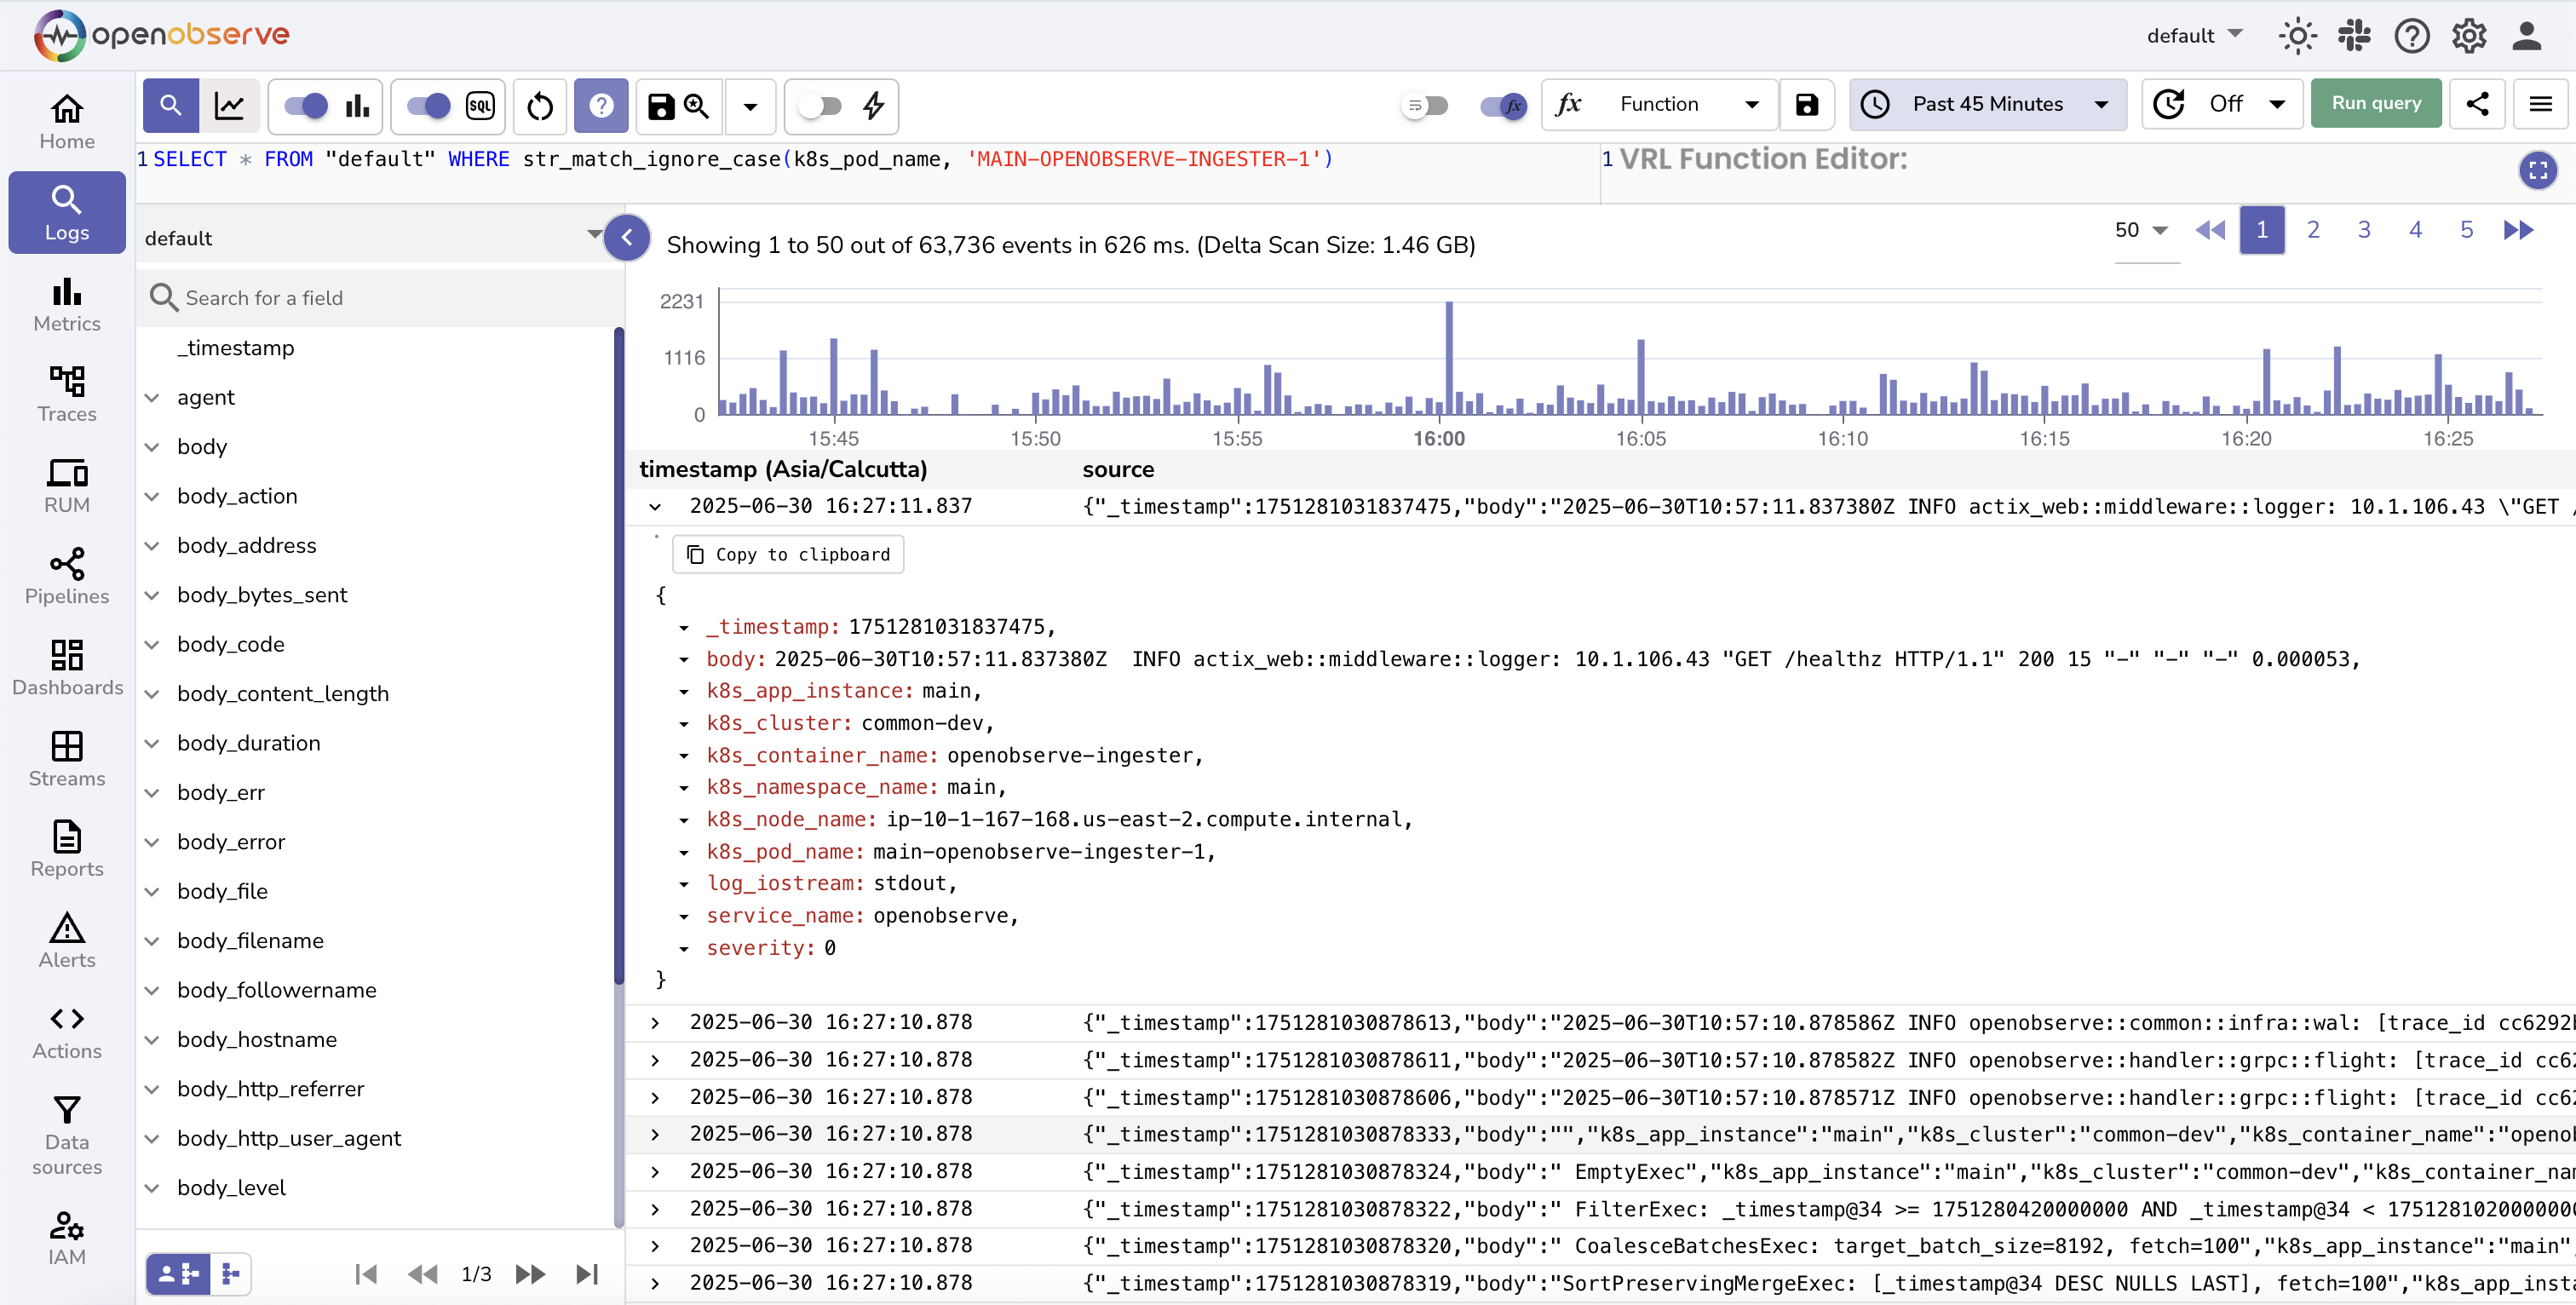 openobserve
default
Home
Logs
Metrics
Traces
RUM
Pipelines
Dashboards
Streams
Reports
Alerts
Actions
Data
sources
IAM
SQL
fx
fx Function
Past 45 Minutes
Off
Run query
1 SELECT * FROM "default" WHERE str_match_ignore_case(k8s_pod_name, 'MAIN-OPENOBSERVE-INGESTER-1')
1 VRL Function Editor:
default
Search for a field
_timestamp
agent
body
body_action
body_address
body_bytes_sent
body_code
body_content_length
body_duration
body_err
body_error
body_file
body_filename
body_followername
body_hostname
body_http_referrer
body_http_user_agent
body_level
1/3
Showing 1 to 50 out of 63,736 events in 626 ms. (Delta Scan Size: 1.46 GB)
50 1 2 3 4 5
2231
1116
0
15:45 15:50 15:55 16:00 16:05 16:10 16:15 16:20 16:25
timestamp (Asia/Calcutta) source
2025-06-30 16:27:11.837 {"_timestamp":1751281031837475,"body":"2025-06-30T10:57:11.837380Z INFO actix_web::middleware::logger: 10.1.106.43 \"GET /
Copy to clipboard
{
_timestamp: 1751281031837475,
body: 2025-06-30T10:57:11.837380Z  INFO actix_web::middleware::logger: 10.1.106.43 "GET /healthz HTTP/1.1" 200 15 "-" "-" "-" 0.000053,
k8s_app_instance: main,
k8s_cluster: common-dev,
k8s_container_name: openobserve-ingester,
k8s_namespace_name: main,
k8s_node_name: ip-10-1-167-168.us-east-2.compute.internal,
k8s_pod_name: main-openobserve-ingester-1,
log_iostream: stdout,
service_name: openobserve,
severity: 0
}
2025-06-30 16:27:10.878 {"_timestamp":1751281030878613,"body":"2025-06-30T10:57:10.878586Z INFO openobserve::common::infra::wal: [trace_id cc6292
2025-06-30 16:27:10.878 {"_timestamp":1751281030878611,"body":"2025-06-30T10:57:10.878582Z INFO openobserve::handler::grpc::flight: [trace_id cc62
2025-06-30 16:27:10.878 {"_timestamp":1751281030878606,"body":"2025-06-30T10:57:10.878571Z INFO openobserve::handler::grpc::flight: [trace_id cc62
2025-06-30 16:27:10.878 {"_timestamp":1751281030878333,"body":"","k8s_app_instance":"main","k8s_cluster":"common-dev","k8s_container_name":"openo
2025-06-30 16:27:10.878 {"_timestamp":1751281030878324,"body":" EmptyExec","k8s_app_instance":"main","k8s_cluster":"common-dev","k8s_container_na
2025-06-30 16:27:10.878 {"_timestamp":1751281030878322,"body":" FilterExec: _timestamp@34 >= 1751280420000000 AND _timestamp@34 < 175128102000000
2025-06-30 16:27:10.878 {"_timestamp":1751281030878320,"body":" CoalesceBatchesExec: target_batch_size=8192, fetch=100","k8s_app_instance":"main"
2025-06-30 16:27:10.878 {"_timestamp":1751281030878319,"body":"SortPreservingMergeExec: [_timestamp@34 DESC NULLS LAST], fetch=100","k8s_app_inst